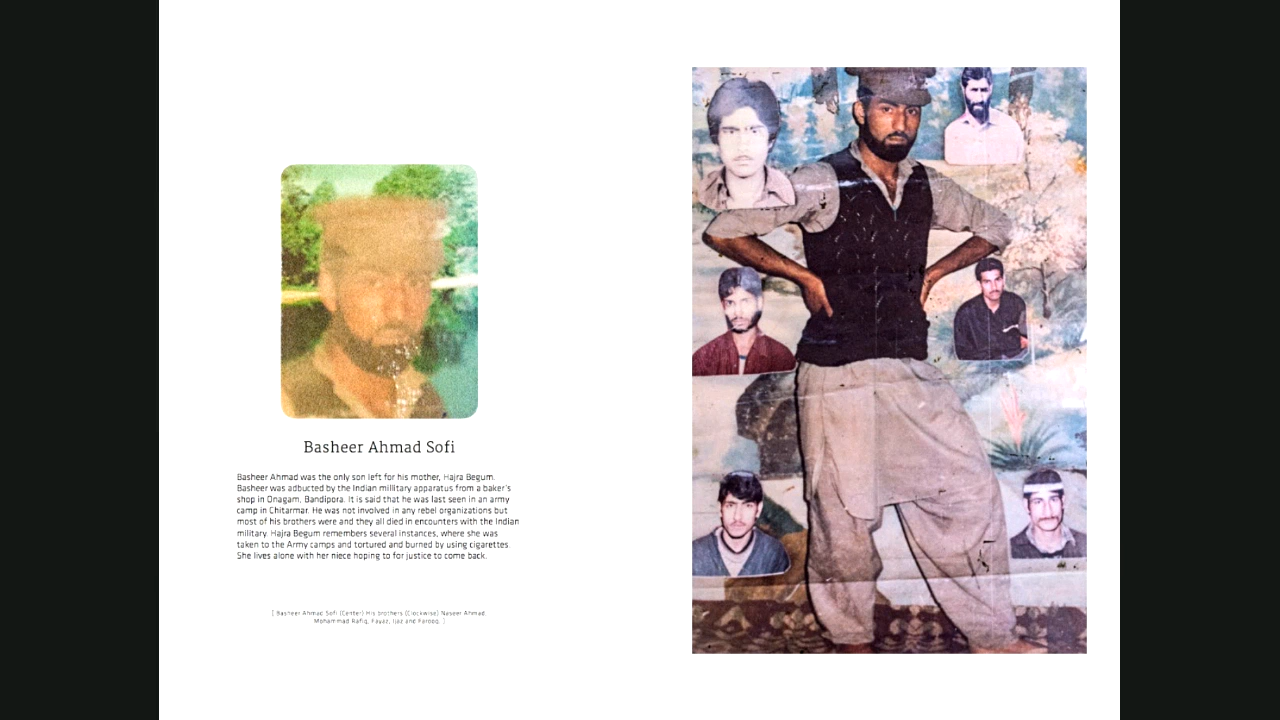 Basheer Ahmad Sofi
Basheer Ahmad was the only son left for his mother, Hajra Begum.
Basheer was adbucted by the Indian millitary apparatus from a baker's
shop in Onagam, Bandipora. It is said that he was last seen in an army
camp in Chitarmar. He was not involved in any rebel organizations but
most of his brothers were and they all died in encounters with the Indian
military. Hajra Begum remembers several instances, where she was
taken to the Army camps and tortured and burned by using cigarettes.
She lives alone with her niece hoping to for justice to come back.
[ Basheer Ahmad Sofi (Center) His brothers (Clockwise) Naseer Ahmad,
Mohammad Rafiq, Fayaz, Ijaz and Farooq. ]